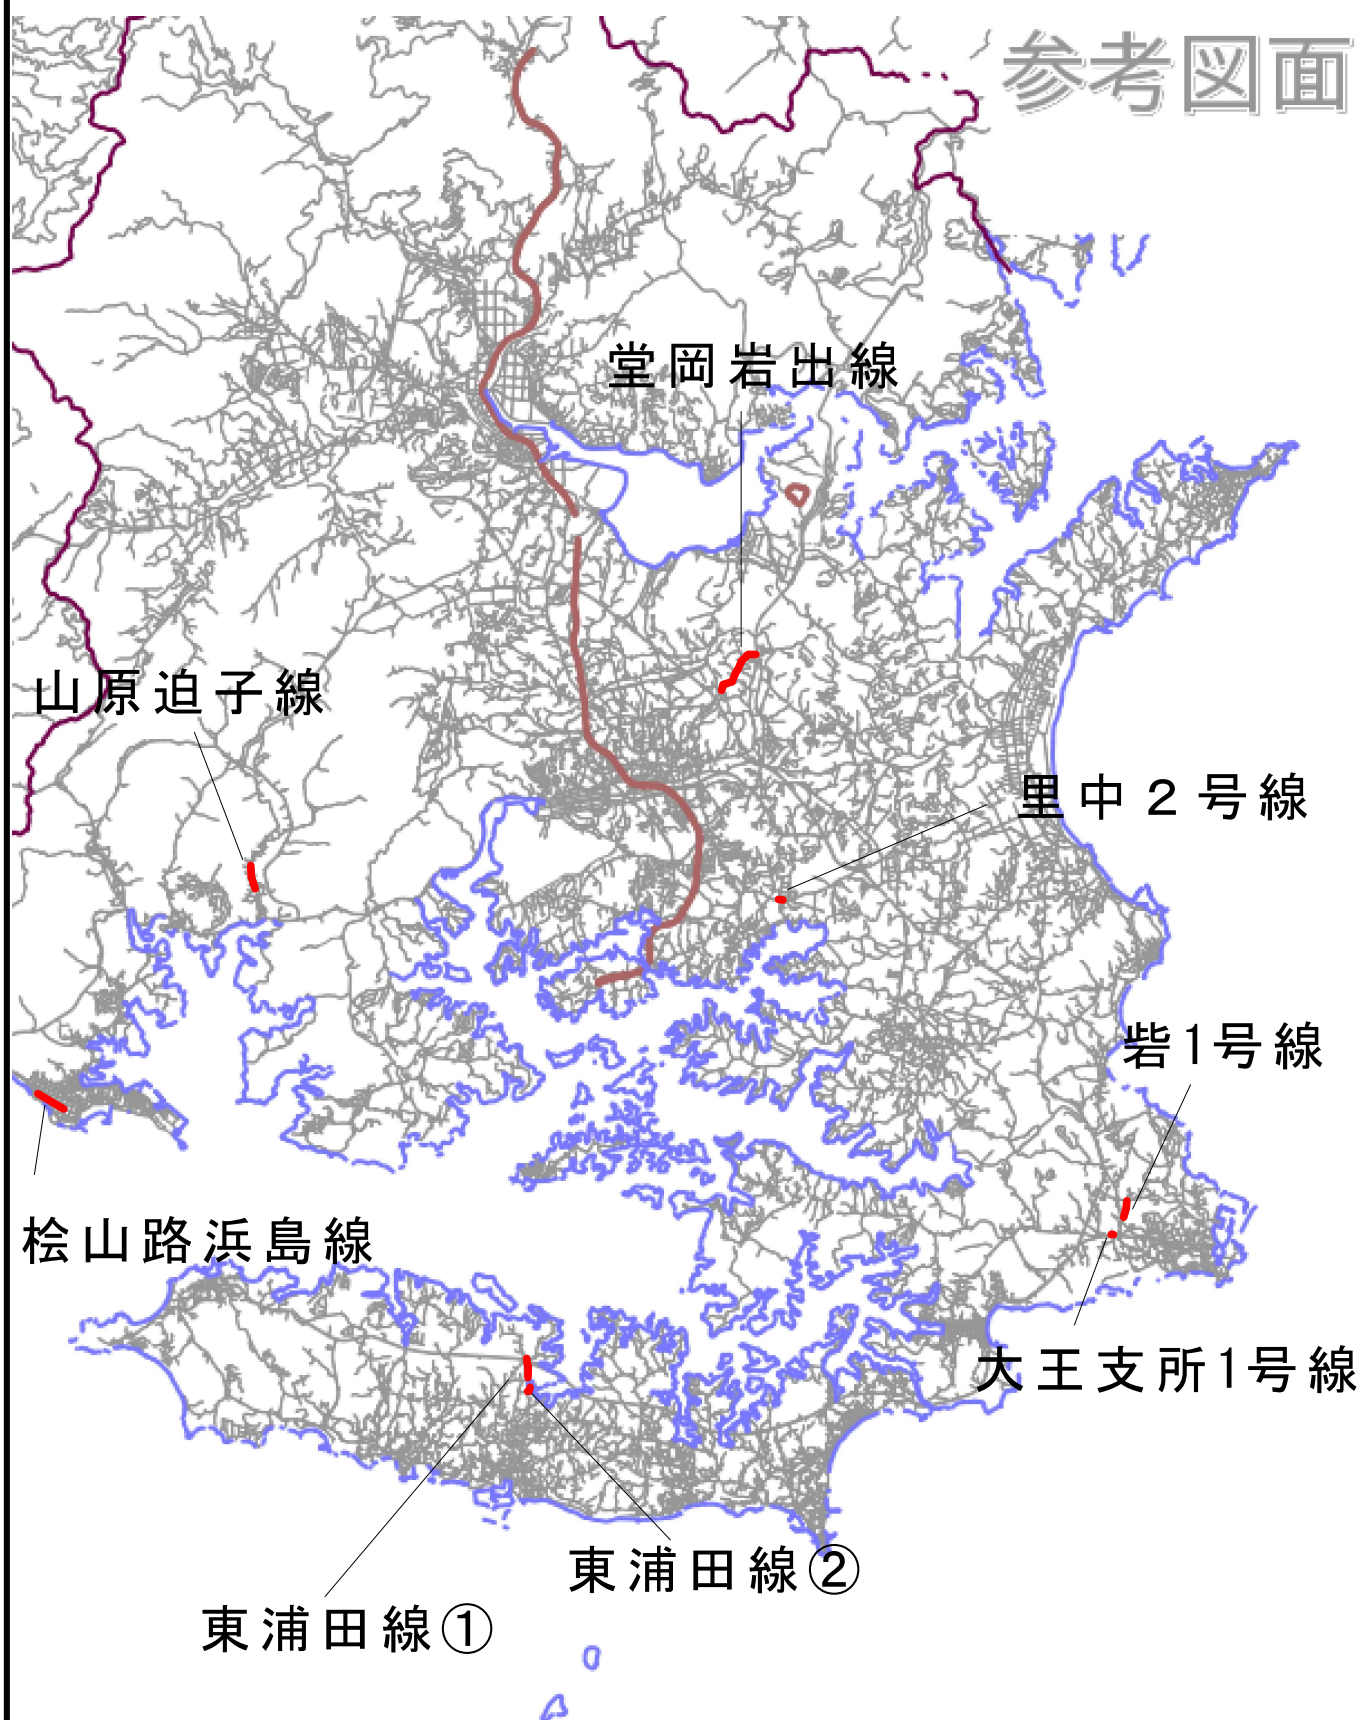 参考図面
堂岡岩出線
山原迫子線
里中２号線
砦1号線
桧山路浜島線
大王支所1号線
東浦田線②
東浦田線①